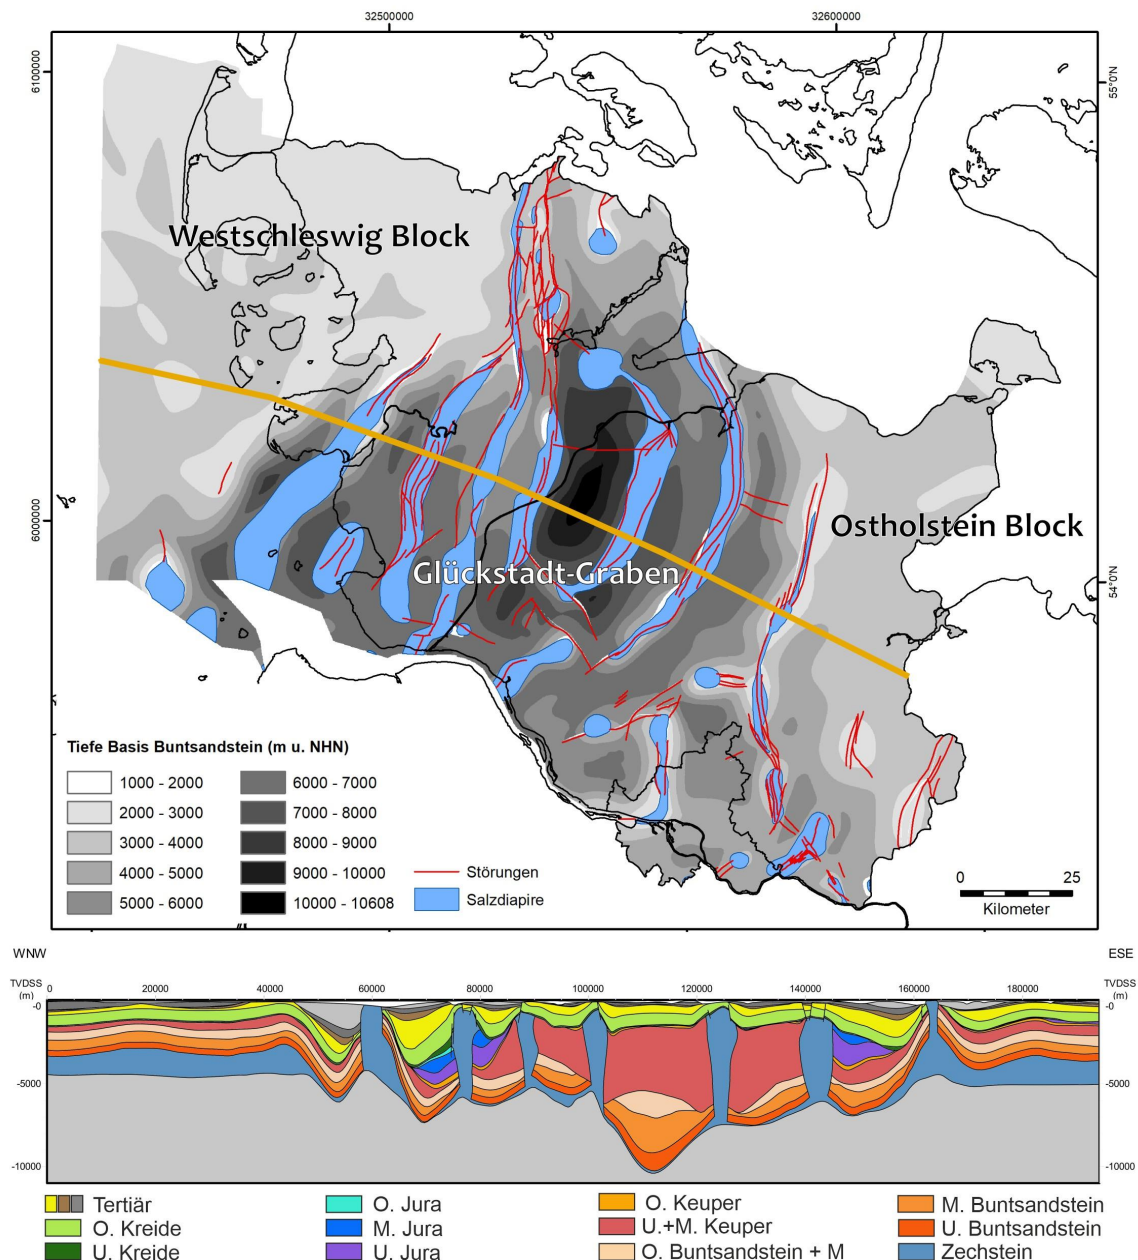 32500000
32600000
6100000
55°0'N
Westschleswig Block
6000000
Ostholstein Block
54°0'N
Glückstadt-Graben
Tiefe Basis Buntsandstein (m u. NHN)
1000 - 2000
6000 - 7000
2000 - 3000
7000 - 8000
3000 - 4000
8000 - 9000
4000 - 5000
9000 - 10000
5000 - 6000
10000 - 10608
Störungen
Salzdiapire
0
25
Kilometer
WNW
ESE
TVDSS
(m)
0
20000
40000
60000
80000
100000
120000
140000
160000
180000
TVDSS
(m)
-0
-0
-5000
-5000
-10000
-10000
Tertiär
O. Jura
O. Keuper
M. Buntsandstein
O. Kreide
M. Jura
U.+M. Keuper
U. Buntsandstein
U. Kreide
U. Jura
O. Buntsandstein + M
Zechstein